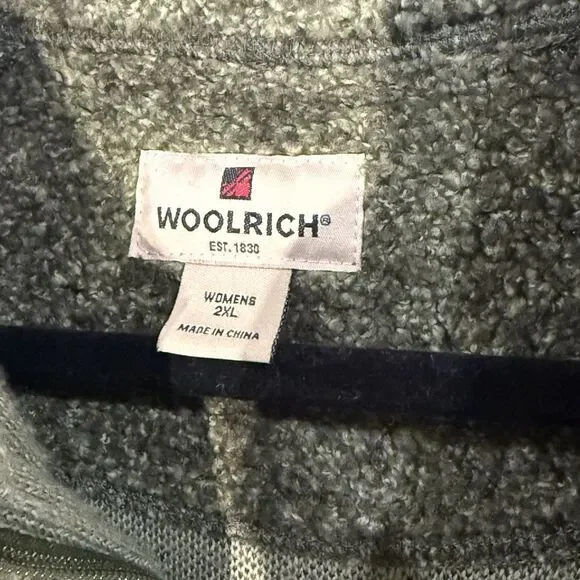 WOOLRICH®
EST. 1830
WOMENS
2XL
MADE IN CHINA